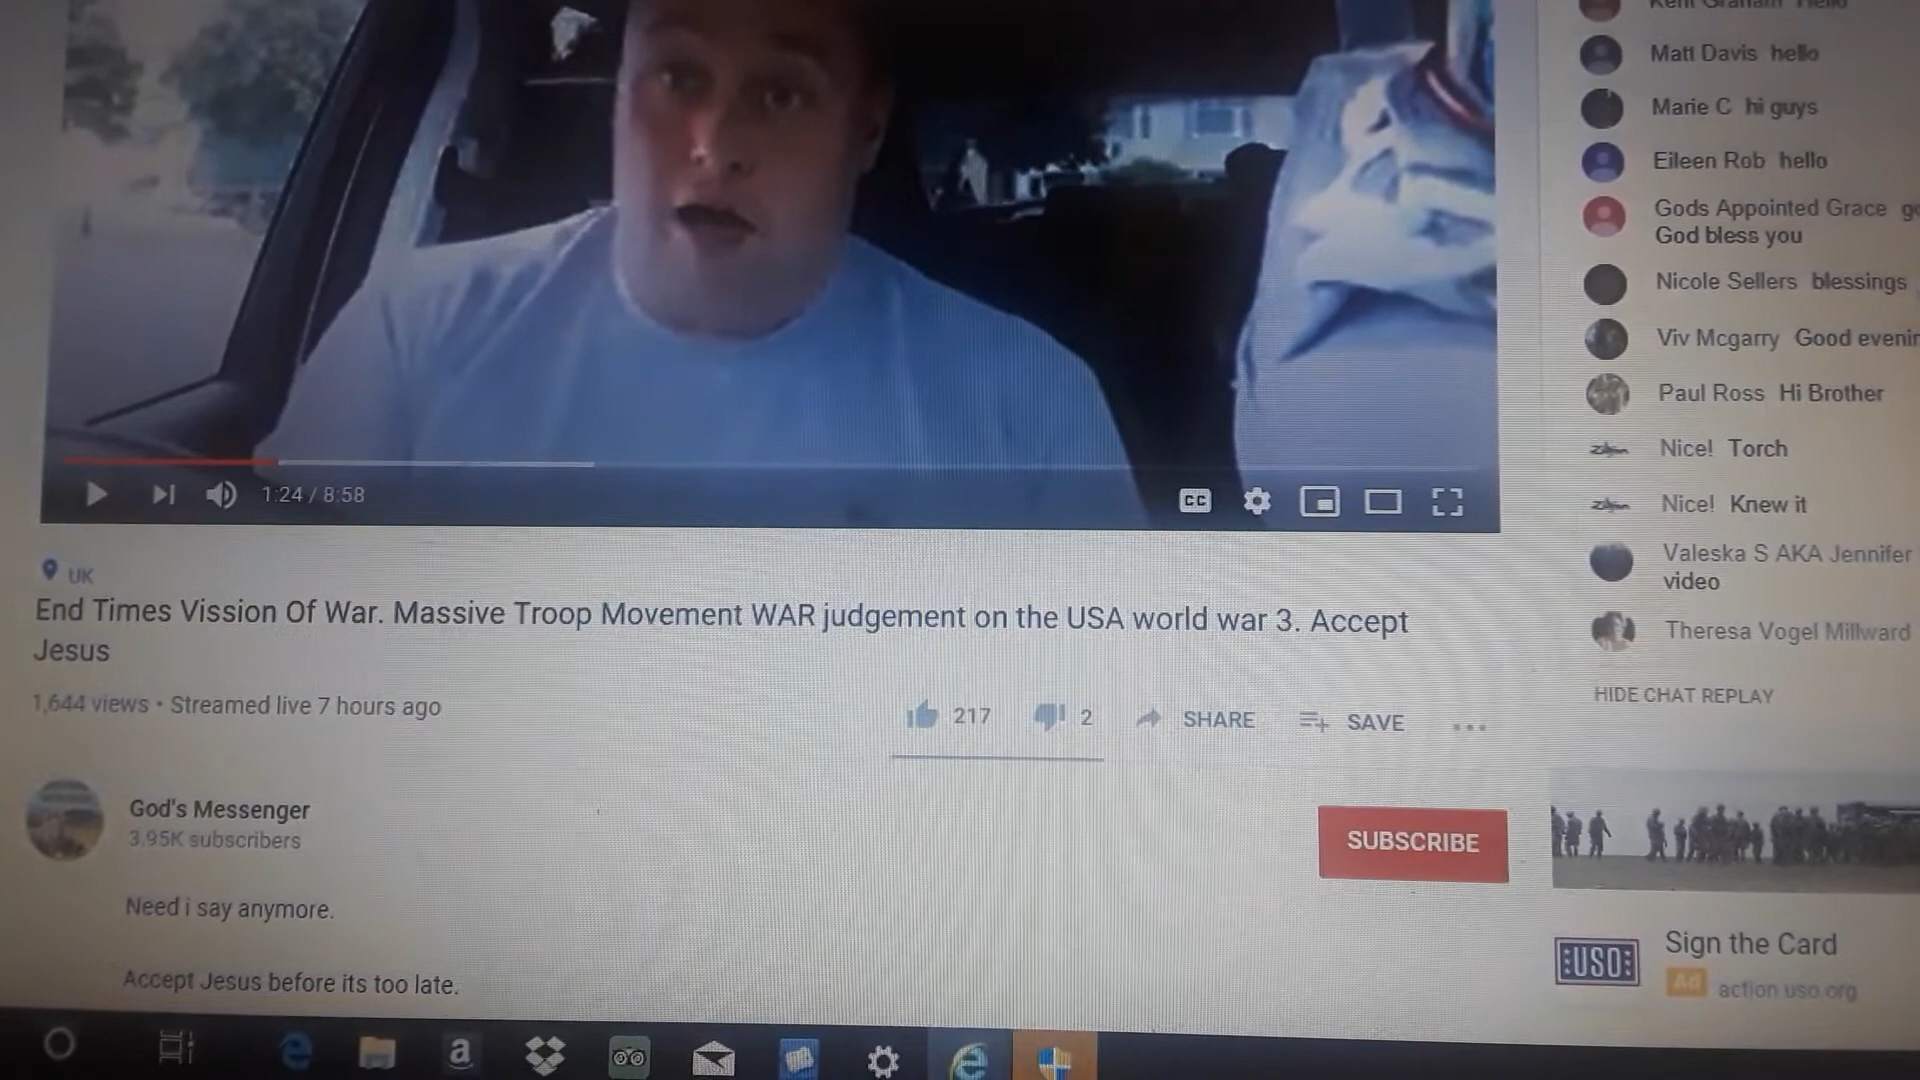 1:24 / 8:58
CC
UK
End Times Vission Of War. Massive Troop Movement WAR judgement on the USA world war 3. Accept
Jesus
1,644 views • Streamed live 7 hours ago
217
2
SHARE
SAVE
God's Messenger
3.95K subscribers
SUBSCRIBE
Need i say anymore.
Accept Jesus before its too late.
Kent Graham Hello
Matt Davis hello
Marie C hi guys
Eileen Rob hello
Gods Appointed Grace
God bless you
Nicole Sellers blessings
Viv Mcgarry Good
Paul Ross Hi Brother
Nice! Torch
Nice! Knew it
Valeska S AKA Jennifer
video
Theresa Vogel Millward
HIDE CHAT REPLAY
USO
Sign the Card
Ad action.uso.org
a